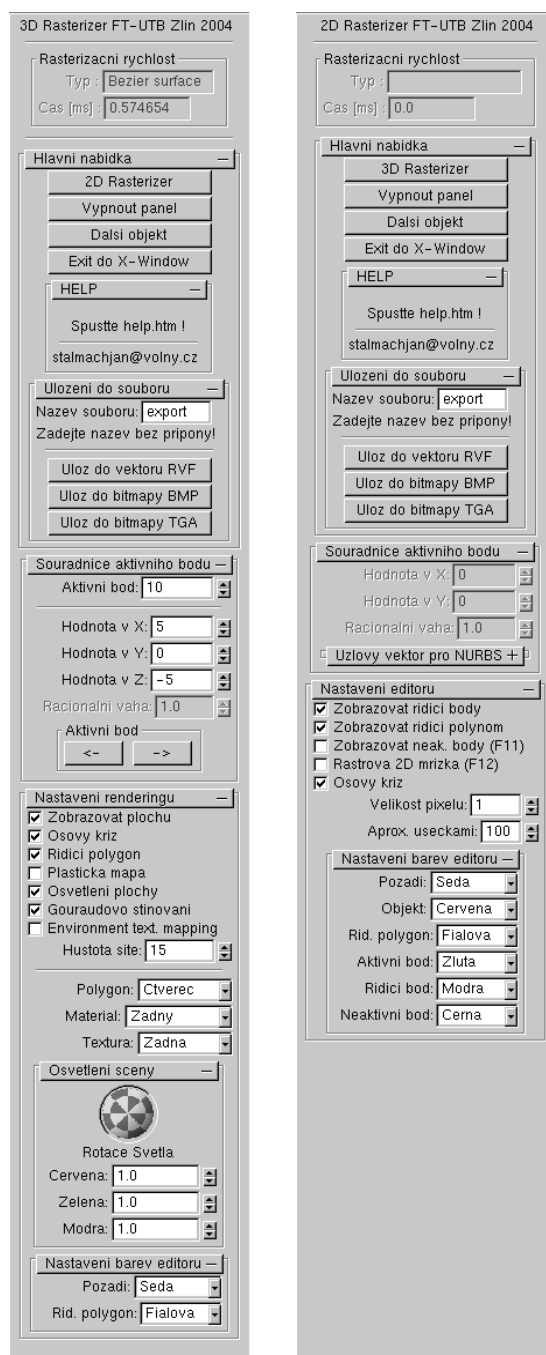 3D Rasterizer FT-UTB Zlin 2004
Rasterizacni rychlost
Typ : Bezier surface
Cas [ms] : 0.574654
Hlavni nabidka
2D Rasterizer
Vypnout panel
Dalsi objekt
Exit do X-Window
HELP
Spustte help.htm !
stalmachjan@volny.cz
Ulozeni do souboru
Nazev souboru: export
Zadejte nazev bez pripony!
Uloz do vektoru RVF
Uloz do bitmapy BMP
Uloz do bitmapy TGA
Souradnice aktivniho bodu
Aktivni bod: 10
Hodnota v X: 5
Hodnota v Y: 0
Hodnota v Z: -5
Racionalni vaha: 1.0
Aktivni bod
<- ->
Nastaveni renderingu
Zobrazovat plochu
Osovy kriz
Ridici polygon
Plasticka mapa
Osvetleni plochy
Gouraudovo stinovani
Environment text. mapping
Hustota site: 15
Polygon: Ctverec
Material: Zadny
Textura: Zadna
Osvetleni sceny
Rotace Svetla
Cervena: 1.0
Zelena: 1.0
Modra: 1.0
Nastaveni barev editoru
Pozadi: Seda
Rid. polygon: Fialova
2D Rasterizer FT-UTB Zlin 2004
Rasterizacni rychlost
Typ :
Cas [ms] : 0.0
Hlavni nabidka
3D Rasterizer
Vypnout panel
Dalsi objekt
Exit do X-Window
HELP
Spustte help.htm !
stalmachjan@volny.cz
Ulozeni do souboru
Nazev souboru: export
Zadejte nazev bez pripony!
Uloz do vektoru RVF
Uloz do bitmapy BMP
Uloz do bitmapy TGA
Souradnice aktivniho bodu
Hodnota v X: 0
Hodnota v Y: 0
Racionalni vaha: 1.0
Uzlovy vektor pro NURBS +
Nastaveni editoru
Zobrazovat ridici body
Zobrazovat ridici polynom
Zobrazovat neak. body (F11)
Rastrova 2D mrizka (F12)
Osovy kriz
Velikost pixelu: 1
Aprox. useckami: 100
Nastaveni barev editoru
Pozadi: Seda
Objekt: Cervena
Rid. polygon: Fialova
Aktivni bod: Zluta
Ridici bod: Modra
Neaktivni bod: Cerna